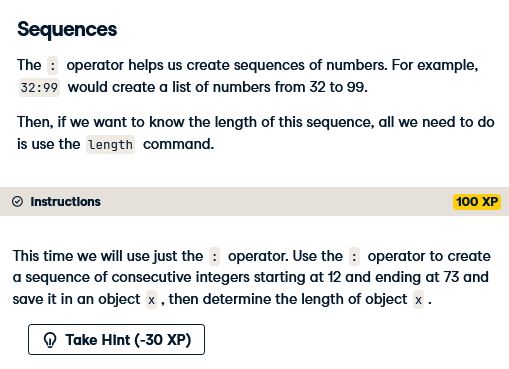 Sequences
The : operator helps us create sequences of numbers. For example,
32:99 would create a list of numbers from 32 to 99.
Then, if we want to know the length of this sequence, all we need to do
is use the length command.
Instructions 100 XP
This time we will use just the : operator. Use the : operator to create
a sequence of consecutive integers starting at 12 and ending at 73 and
save it in an object x , then determine the length of object x .
Take Hint (-30 XP)